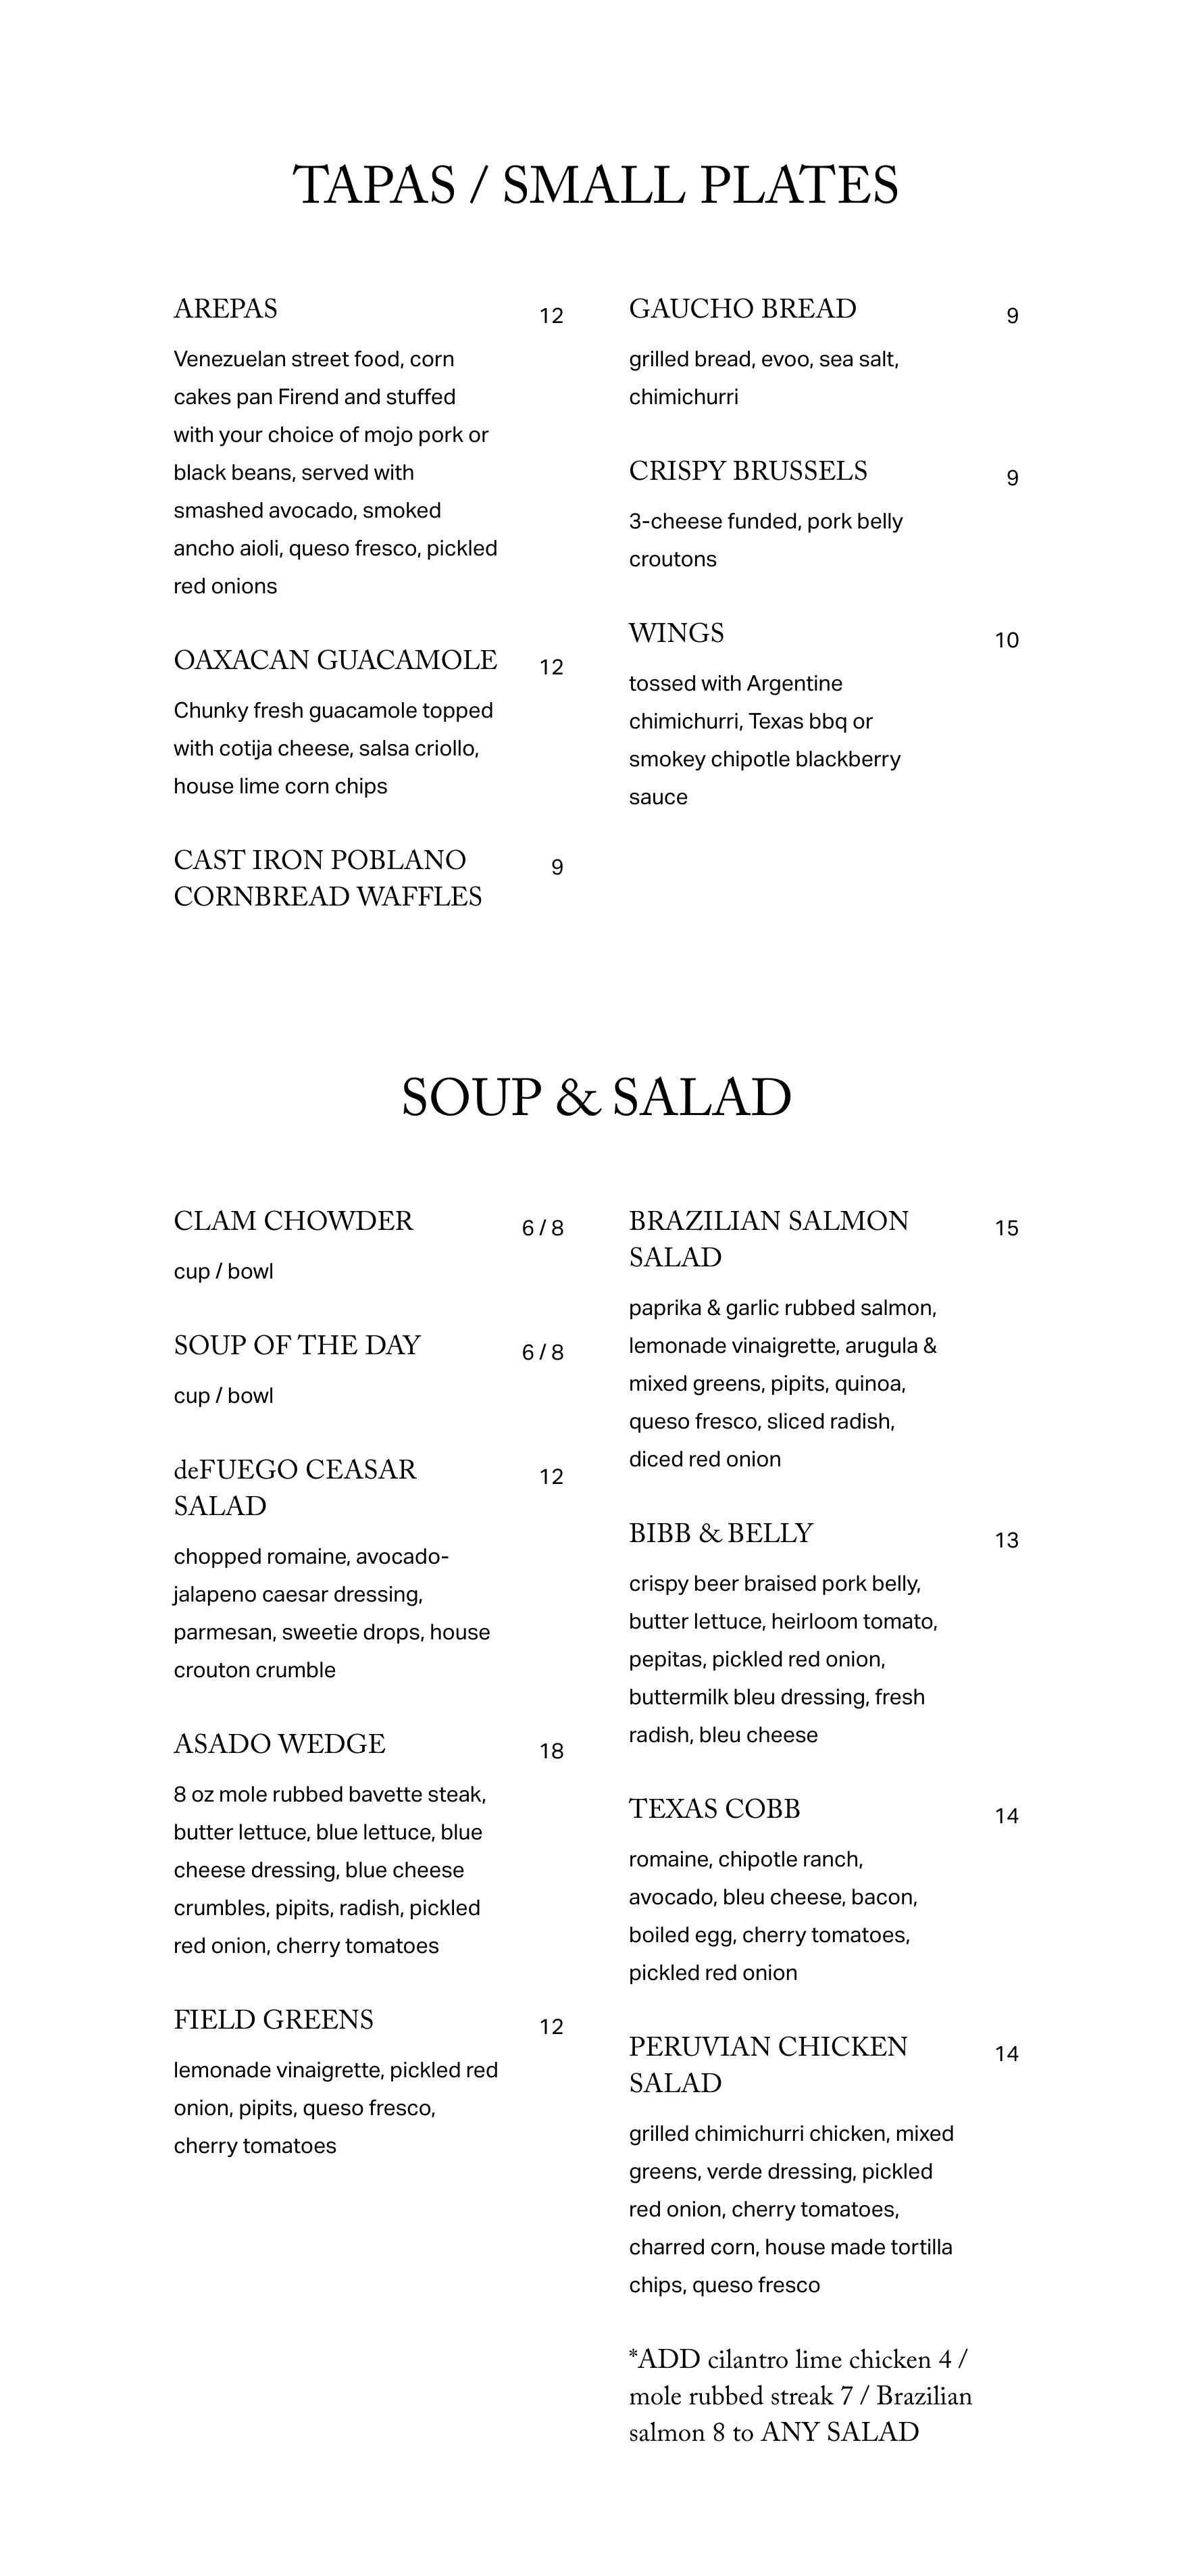 TAPAS / SMALL PLATES
AREPAS 12
Venezuelan street food, corn
cakes pan Firend and stuffed
with your choice of mojo pork or
black beans, served with
smashed avocado, smoked
ancho aioli, queso fresco, pickled
red onions
OAXACAN GUACAMOLE 12
Chunky fresh guacamole topped
with cotija cheese, salsa criollo,
house lime corn chips
CAST IRON POBLANO 9
CORNBREAD WAFFLES
GAUCHO BREAD 9
grilled bread, evoo, sea salt,
chimichurri
CRISPY BRUSSELS 9
3-cheese funded, pork belly
croutons
WINGS 10
tossed with Argentine
chimichurri, Texas bbq or
smokey chipotle blackberry
sauce
SOUP & SALAD
CLAM CHOWDER 6 / 8
cup / bowl
SOUP OF THE DAY 6 / 8
cup / bowl
deFUEGO CEASAR 12
SALAD
chopped romaine, avocado-
jalapeno caesar dressing,
parmesan, sweetie drops, house
crouton crumble
ASADO WEDGE 18
8 oz mole rubbed bavette steak,
butter lettuce, blue lettuce, blue
cheese dressing, blue cheese
crumbles, pipits, radish, pickled
red onion, cherry tomatoes
FIELD GREENS 12
lemonade vinaigrette, pickled red
onion, pipits, queso fresco,
cherry tomatoes
BRAZILIAN SALMON 15
SALAD
paprika & garlic rubbed salmon,
lemonade vinaigrette, arugula &
mixed greens, pipits, quinoa,
queso fresco, sliced radish,
diced red onion
BIBB & BELLY 13
crispy beer braised pork belly,
butter lettuce, heirloom tomato,
pepitas, pickled red onion,
buttermilk bleu dressing, fresh
radish, bleu cheese
TEXAS COBB 14
romaine, chipotle ranch,
avocado, bleu cheese, bacon,
boiled egg, cherry tomatoes,
pickled red onion
PERUVIAN CHICKEN 14
SALAD
grilled chimichurri chicken, mixed
greens, verde dressing, pickled
red onion, cherry tomatoes,
charred corn, house made tortilla
chips, queso fresco
*ADD cilantro lime chicken 4 /
mole rubbed streak 7 / Brazilian
salmon 8 to ANY SALAD